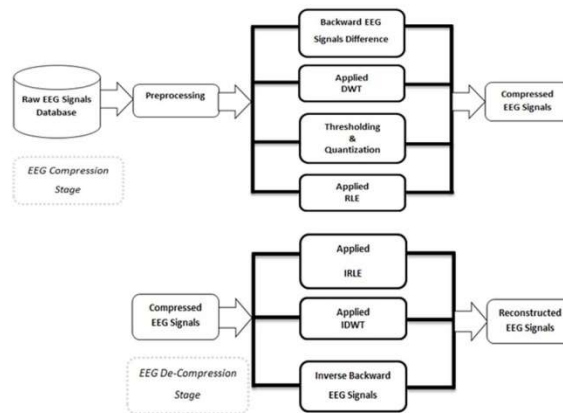 Raw EEG Signals
Database
Preprocessing
Backward EEG
Signals Difference
Applied
DWT
Thresholding
&
Quantization
Applied
RLE
Compressed
EEG Signals
EEG Compression
Stage
Compressed
EEG Signals
Applied
IRLE
Applied
IDWT
Inverse Backward
EEG Signals
Reconstructed
EEG Signals
EEG De-Compression
Stage